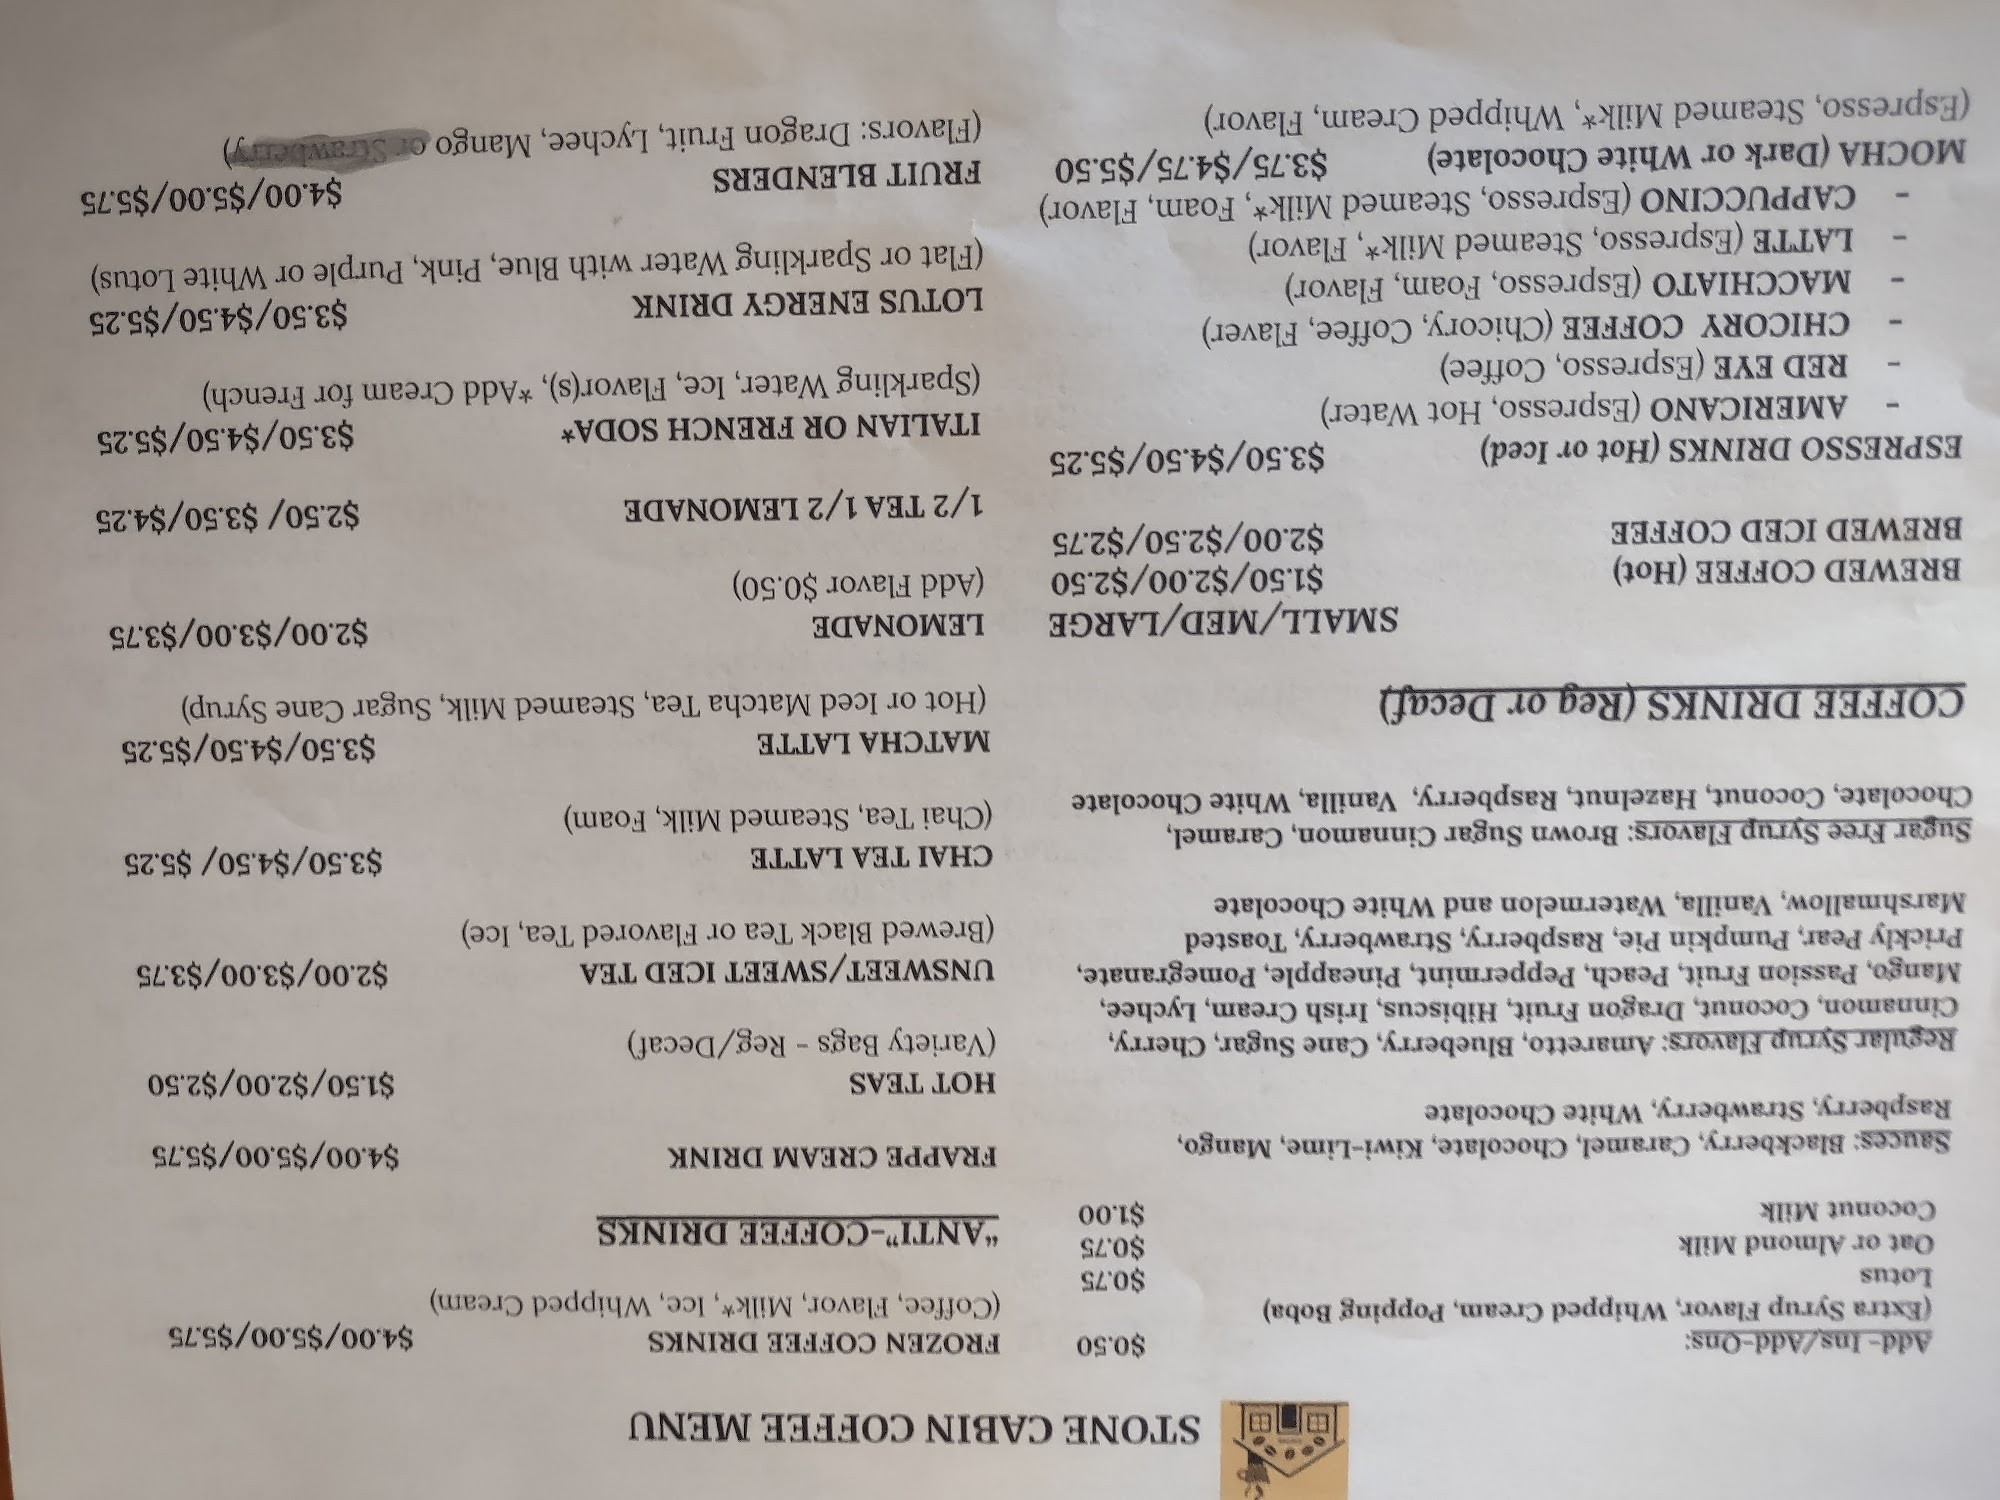 STONE CABIN COFFEE MENU
Add- Ins/Add-Ons: $0.50
(Extra Syrup Flavor, Whipped Cream, Popping Boba)
Lotus $0.75
Oat or Almond Milk $0.75
Coconut Milk $1.00
Sauces: Blackberry, Caramel, Chocolate, Kiwi-Lime, Mango,
Raspberry, Strawberry, White Chocolate
Regular Syrup Flavors: Amaretto, Blueberry, Cane Sugar, Cherry,
Cinnamon, Coconut, Dragon Fruit, Hibiscus, Irish Cream, Lychee,
Mango, Passion Fruit, Peach, Peppermint, Pineapple, Pomegranate,
Prickly Pear, Pumpkin Pie, Raspberry, Strawberry, Toasted
Marshmallow, Vanilla, Watermelon and White Chocolate
Sugar Free Syrup Flavors: Brown Sugar Cinnamon, Caramel,
Chocolate, Coconut, Hazelnut, Raspberry, Vanilla, White Chocolate
COFFEE DRINKS (Reg or Decaf)
SMALL/MED/LARGE
BREWED COFFEE (Hot) $1.50/$2.00/$2.50
BREWED ICED COFFEE $2.00/$2.50/$2.75
ESPRESSO DRINKS (Hot or Iced) $3.50/$4.50/$5.25
- AMERICANO (Espresso, Hot Water)
- RED EYE (Espresso, Coffee)
- CHICORY COFFEE (Chicory, Coffee, Flaver)
- MACCHIATO (Espresso, Foam, Flavor)
- LATTE (Espresso, Steamed Milk*, Flavor)
- CAPPUCCINO (Espresso, Steamed Milk*, Foam, Flavor)
MOCHA (Dark or White Chocolate) $3.75/$4.75/$5.50
(Espresso, Steamed Milk*, Whipped Cream, Flavor)
FROZEN COFFEE DRINKS $4.00/$5.00/$5.75
(Coffee, Flavor, Milk*, Ice, Whipped Cream)
“ANTI”-COFFEE DRINKS
FRAPPE CREAM DRINK $4.00/$5.00/$5.75
HOT TEAS $1.50/$2.00/$2.50
(Variety Bags - Reg/Decaf)
UNSWEET/SWEET ICED TEA $2.00/$3.00/$3.75
(Brewed Black Tea or Flavored Tea, Ice)
CHAI TEA LATTE $3.50/$4.50/ $5.25
(Chai Tea, Steamed Milk, Foam)
MATCHA LATTE $3.50/$4.50/$5.25
(Hot or Iced Matcha Tea, Steamed Milk, Sugar Cane Syrup)
LEMONADE $2.00/$3.00/$3.75
(Add Flavor $0.50)
1/2 TEA 1/2 LEMONADE $2.50/ $3.50/$4.25
ITALIAN OR FRENCH SODA* $3.50/$4.50/$5.25
(Sparkling Water, Ice, Flavor(s), *Add Cream for French)
LOTUS ENERGY DRINK $3.50/$4.50/$5.25
(Flat or Sparkling Water with Blue, Pink, Purple or White Lotus)
FRUIT BLENDERS $4.00/$5.00/$5.75
(Flavors: Dragon Fruit, Lychee, Mango or Strawberry)